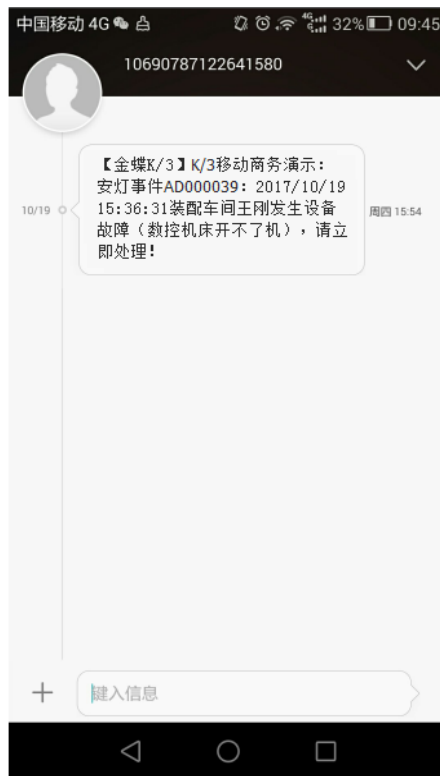 中国移动 4G 32% 09:45
10690787122641580
【金蝶K/3】K/3移动商务演示：
安灯事件AD000039：2017/10/19
15:36:31装配车间王刚发生设备
故障（数控机床开不了机），请立
即处理！
10/19
周四 15:54
键入信息